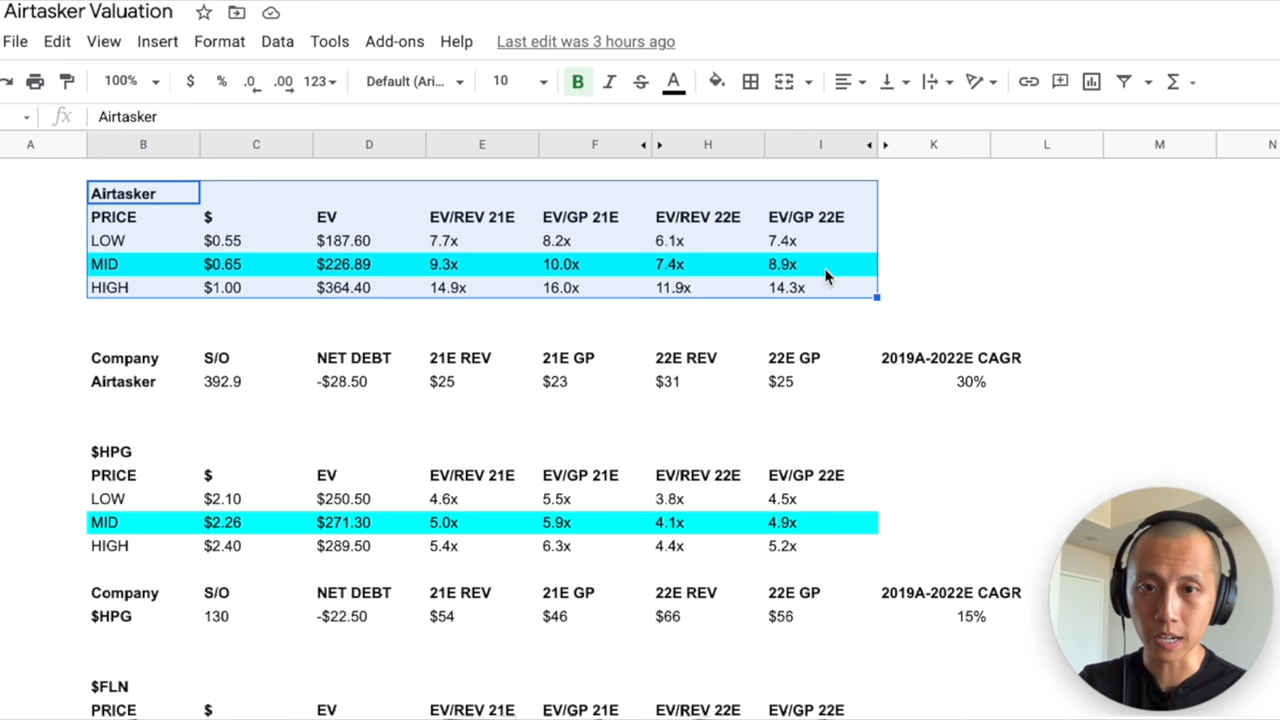 Airtasker Valuation
File Edit View Insert Format Data Tools Add-ons Help Last edit was 3 hours ago
100% $ % .0 .00 123 Default (Ari... 10 B I S A Σ
fx Airtasker
A B C D E F H I K L M N
Airtasker
PRICE $ EV EV/REV 21E EV/GP 21E EV/REV 22E EV/GP 22E
LOW $0.55 $187.60 7.7x 8.2x 6.1x 7.4x
MID $0.65 $226.89 9.3x 10.0x 7.4x 8.9x
HIGH $1.00 $364.40 14.9x 16.0x 11.9x 14.3x
Company S/O NET DEBT 21E REV 21E GP 22E REV 22E GP 2019A-2022E CAGR
Airtasker 392.9 -$28.50 $25 $23 $31 $25 30%
$HPG
PRICE $ EV EV/REV 21E EV/GP 21E EV/REV 22E EV/GP 22E
LOW $2.10 $250.50 4.6x 5.5x 3.8x 4.5x
MID $2.26 $271.30 5.0x 5.9x 4.1x 4.9x
HIGH $2.40 $289.50 5.4x 6.3x 4.4x 5.2x
Company S/O NET DEBT 21E REV 21E GP 22E REV 22E GP 2019A-2022E CAGR
$HPG 130 -$22.50 $54 $46 $66 $56 15%
$FLN
PRICE $ EV EV/REV 21E EV/GP 21E EV/REV 22E EV/GP 22E